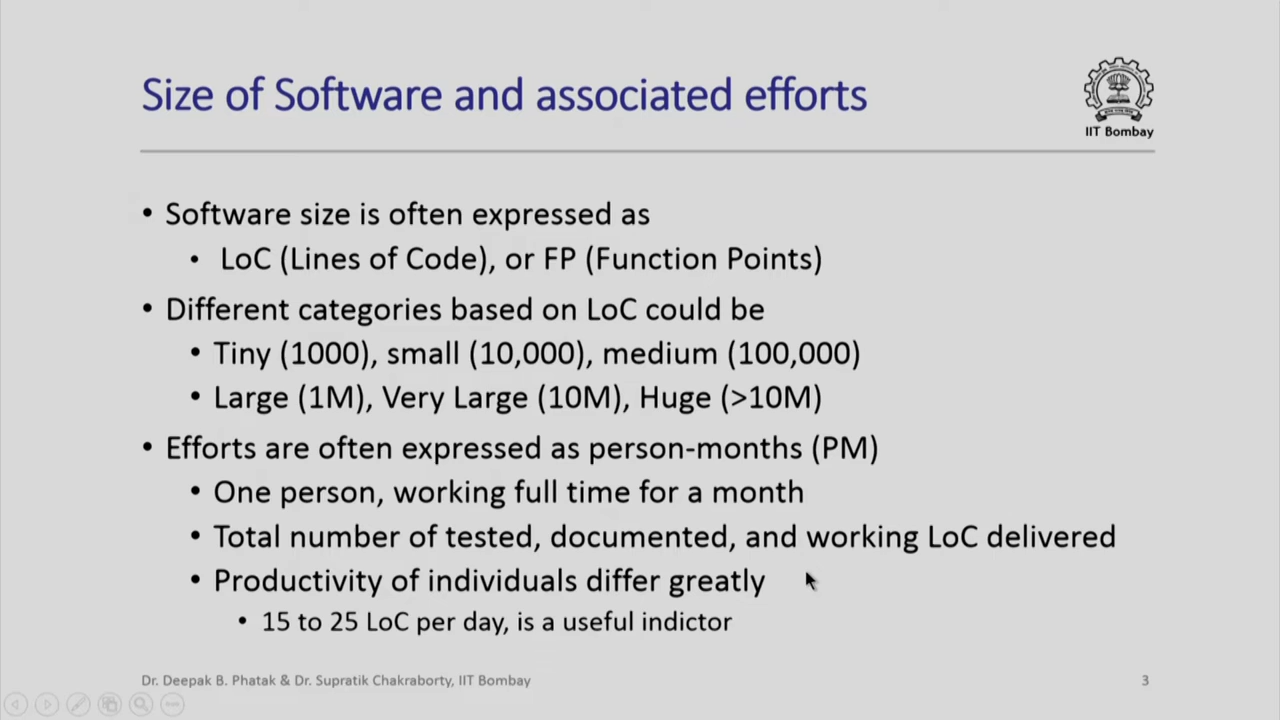 Size of Software and associated efforts
IIT Bombay
• Software size is often expressed as
• LoC (Lines of Code), or FP (Function Points)
• Different categories based on LoC could be
• Tiny (1000), small (10,000), medium (100,000)
• Large (1M), Very Large (10M), Huge (>10M)
• Efforts are often expressed as person-months (PM)
• One person, working full time for a month
• Total number of tested, documented, and working LoC delivered
• Productivity of individuals differ greatly
• 15 to 25 LoC per day, is a useful indictor
Dr. Deepak B. Phatak & Dr. Supratik Chakraborty, IIT Bombay
3